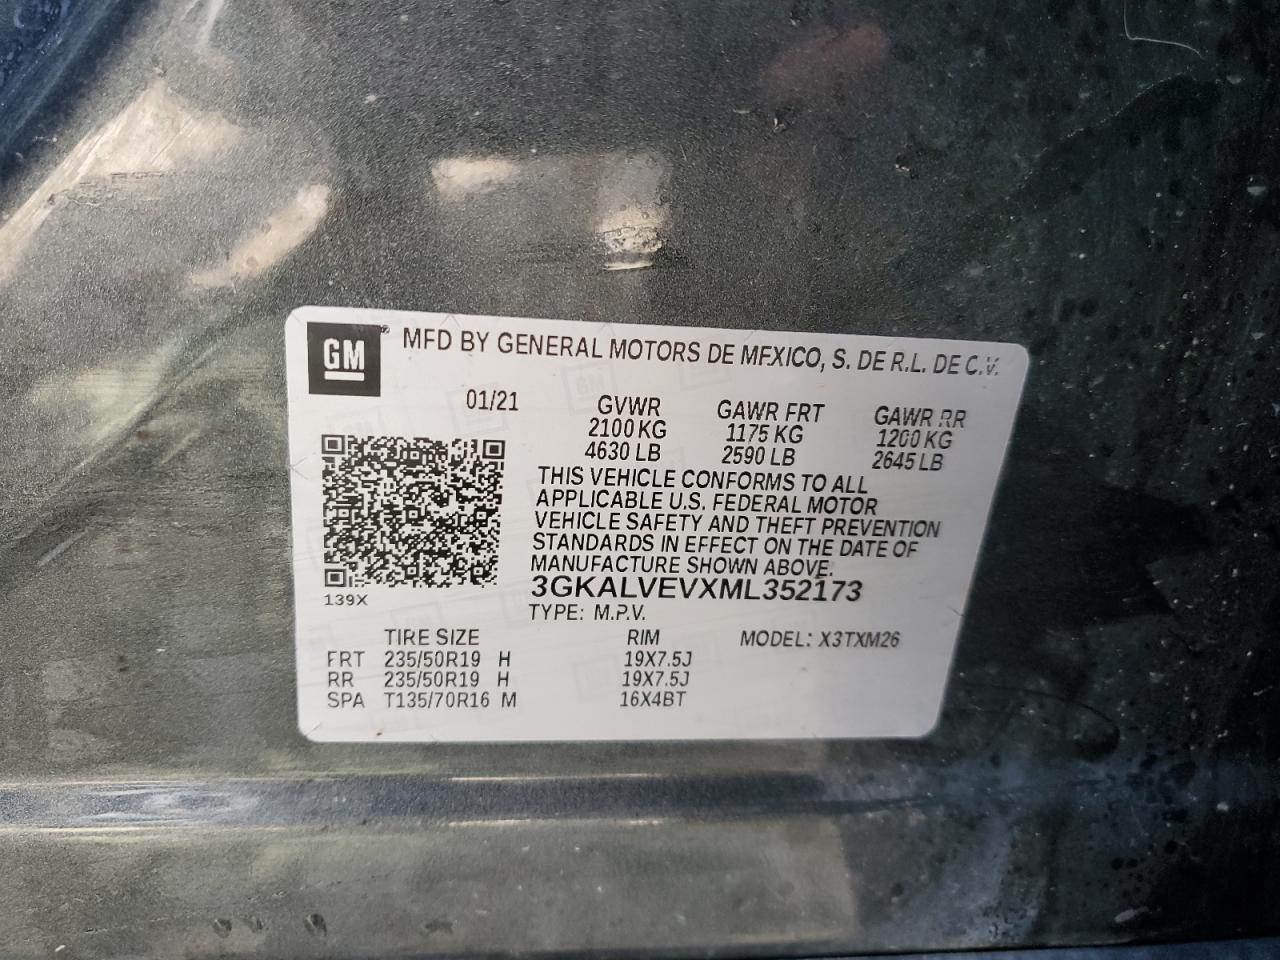 GM ® MFD BY GENERAL MOTORS DE MEXICO, S. DE R.L. DE C.V.
01/21 GVWR GAWR FRT GAWR RR
2100 KG 1175 KG 1200 KG
4630 LB 2590 LB 2645 LB
THIS VEHICLE CONFORMS TO ALL
APPLICABLE U.S. FEDERAL MOTOR
VEHICLE SAFETY AND THEFT PREVENTION
STANDARDS IN EFFECT ON THE DATE OF
MANUFACTURE SHOWN ABOVE.
3GKALVEVXML352173
139X
TYPE: M.P.V.
TIRE SIZE RIM MODEL: X3TXM26
FRT 235/50R19 H 19X7.5J
RR 235/50R19 H 19X7.5J
SPA T135/70R16 M 16X4BT